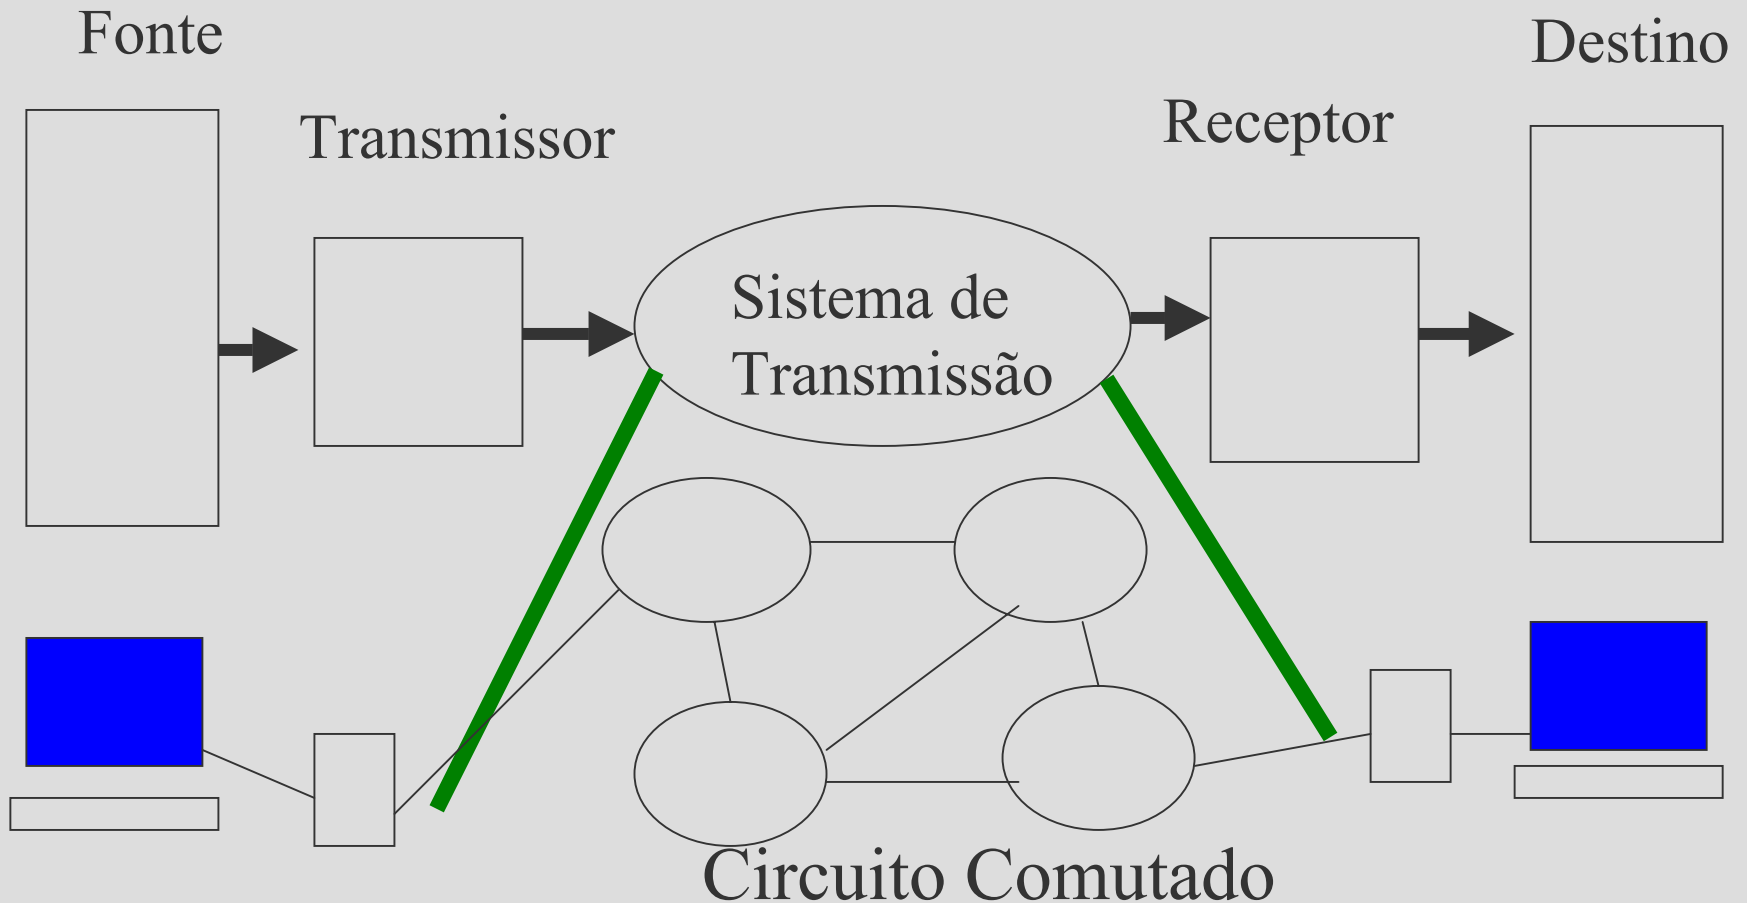 Fonte
Destino
Transmissor
Receptor
Sistema de
Transmissão
Circuito Comutado